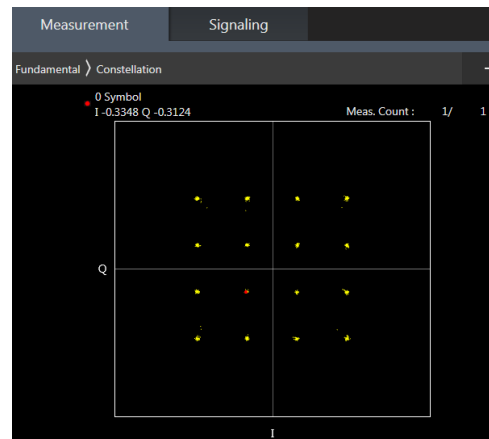 Measurement Signaling
Fundamental 〉 Constellation
0 Symbol
I -0.3348 Q -0.3124 Meas. Count : 1/ 1
Q
I